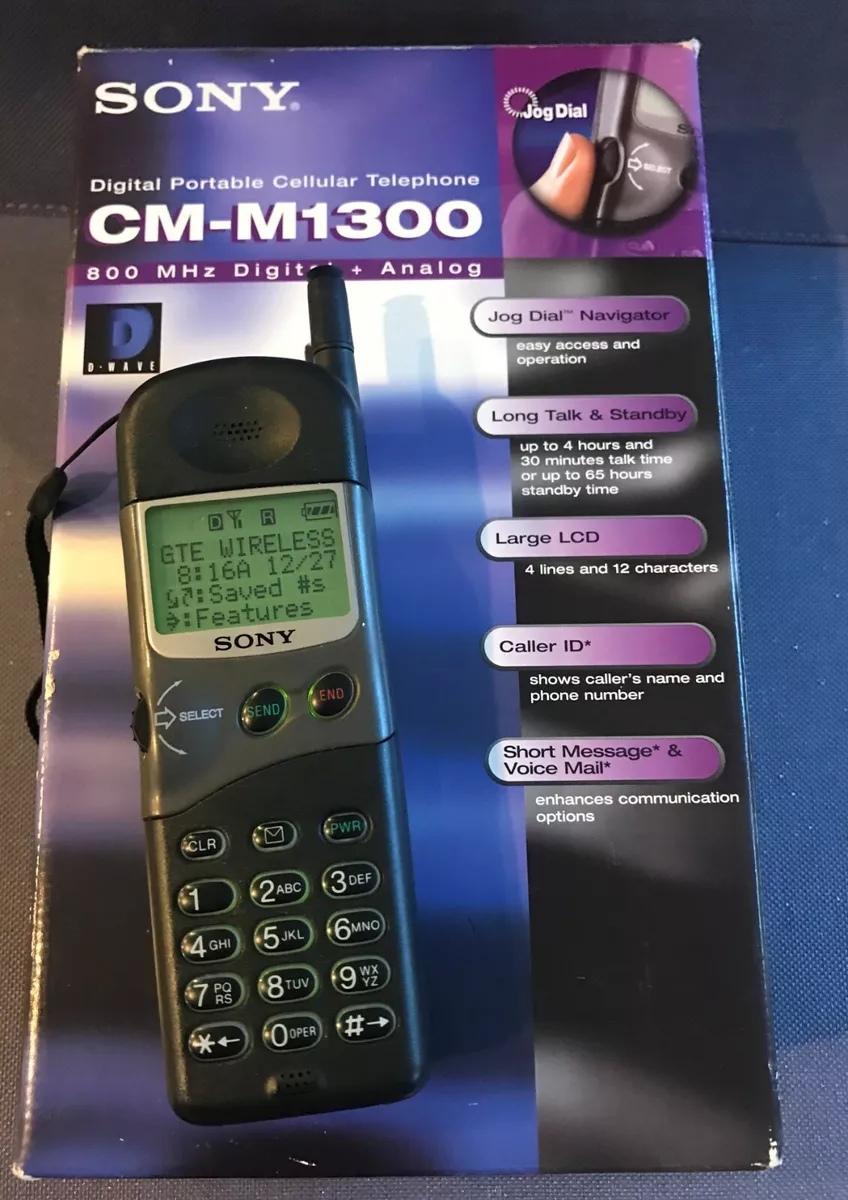 SONY®
Jog Dial
SELECT
Digital Portable Cellular Telephone
CM-M1300
800 MHz Digital + Analog
D
D-WAVE
Jog Dial™ Navigator
easy access and
operation
Long Talk & Standby
up to 4 hours and
30 minutes talk time
or up to 65 hours
standby time
Large LCD
4 lines and 12 characters
Caller ID*
shows caller's name and
phone number
Short Message* &
Voice Mail*
enhances communication
options
D R
GTE WIRELESS
8:16A 12/27
:Saved #s
:Features
SONY
SELECT SEND END
CLR PWR
1 2ABC 3DEF
4GHI 5JKL 6MNO
7PQRS 8TUV 9WXYZ
*← 0OPER #→